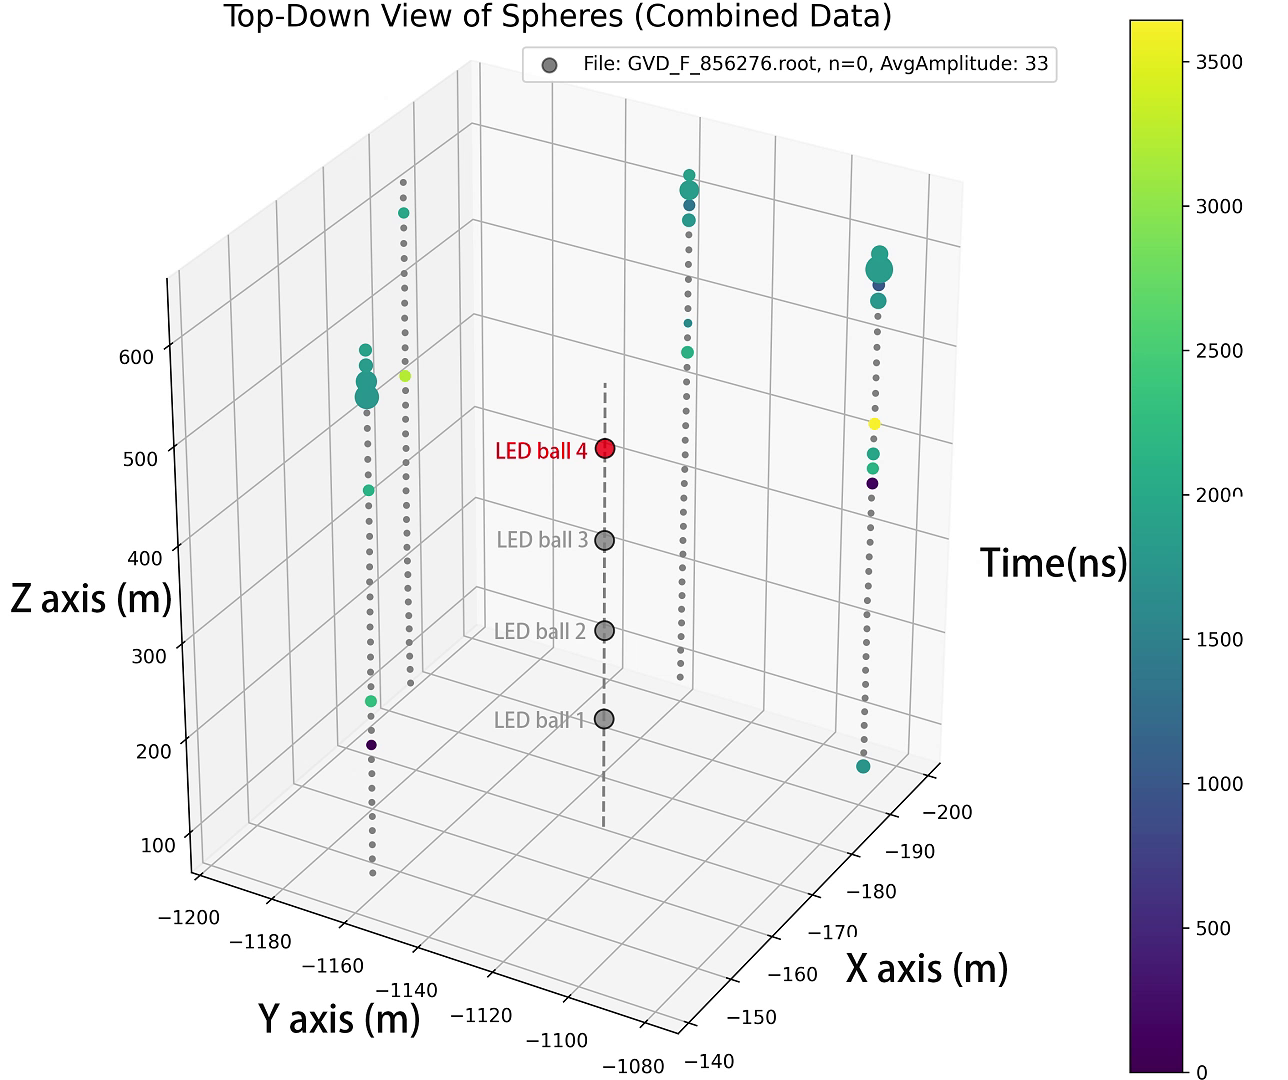 Top-Down View of Spheres (Combined Data)
File: GVD_F_856276.root, n=0, AvgAmplitude: 33
3500
3000
2500
2000
1500
1000
500
0
Time(ns)
LED ball 4
LED ball 3
LED ball 2
LED ball 1
600
500
400
300
200
100
Z axis (m)
−1200
−1180
−1160
−1140
−1120
−1100
−1080
Y axis (m)
−200
−190
−180
−170
−160
−150
−140
X axis (m)